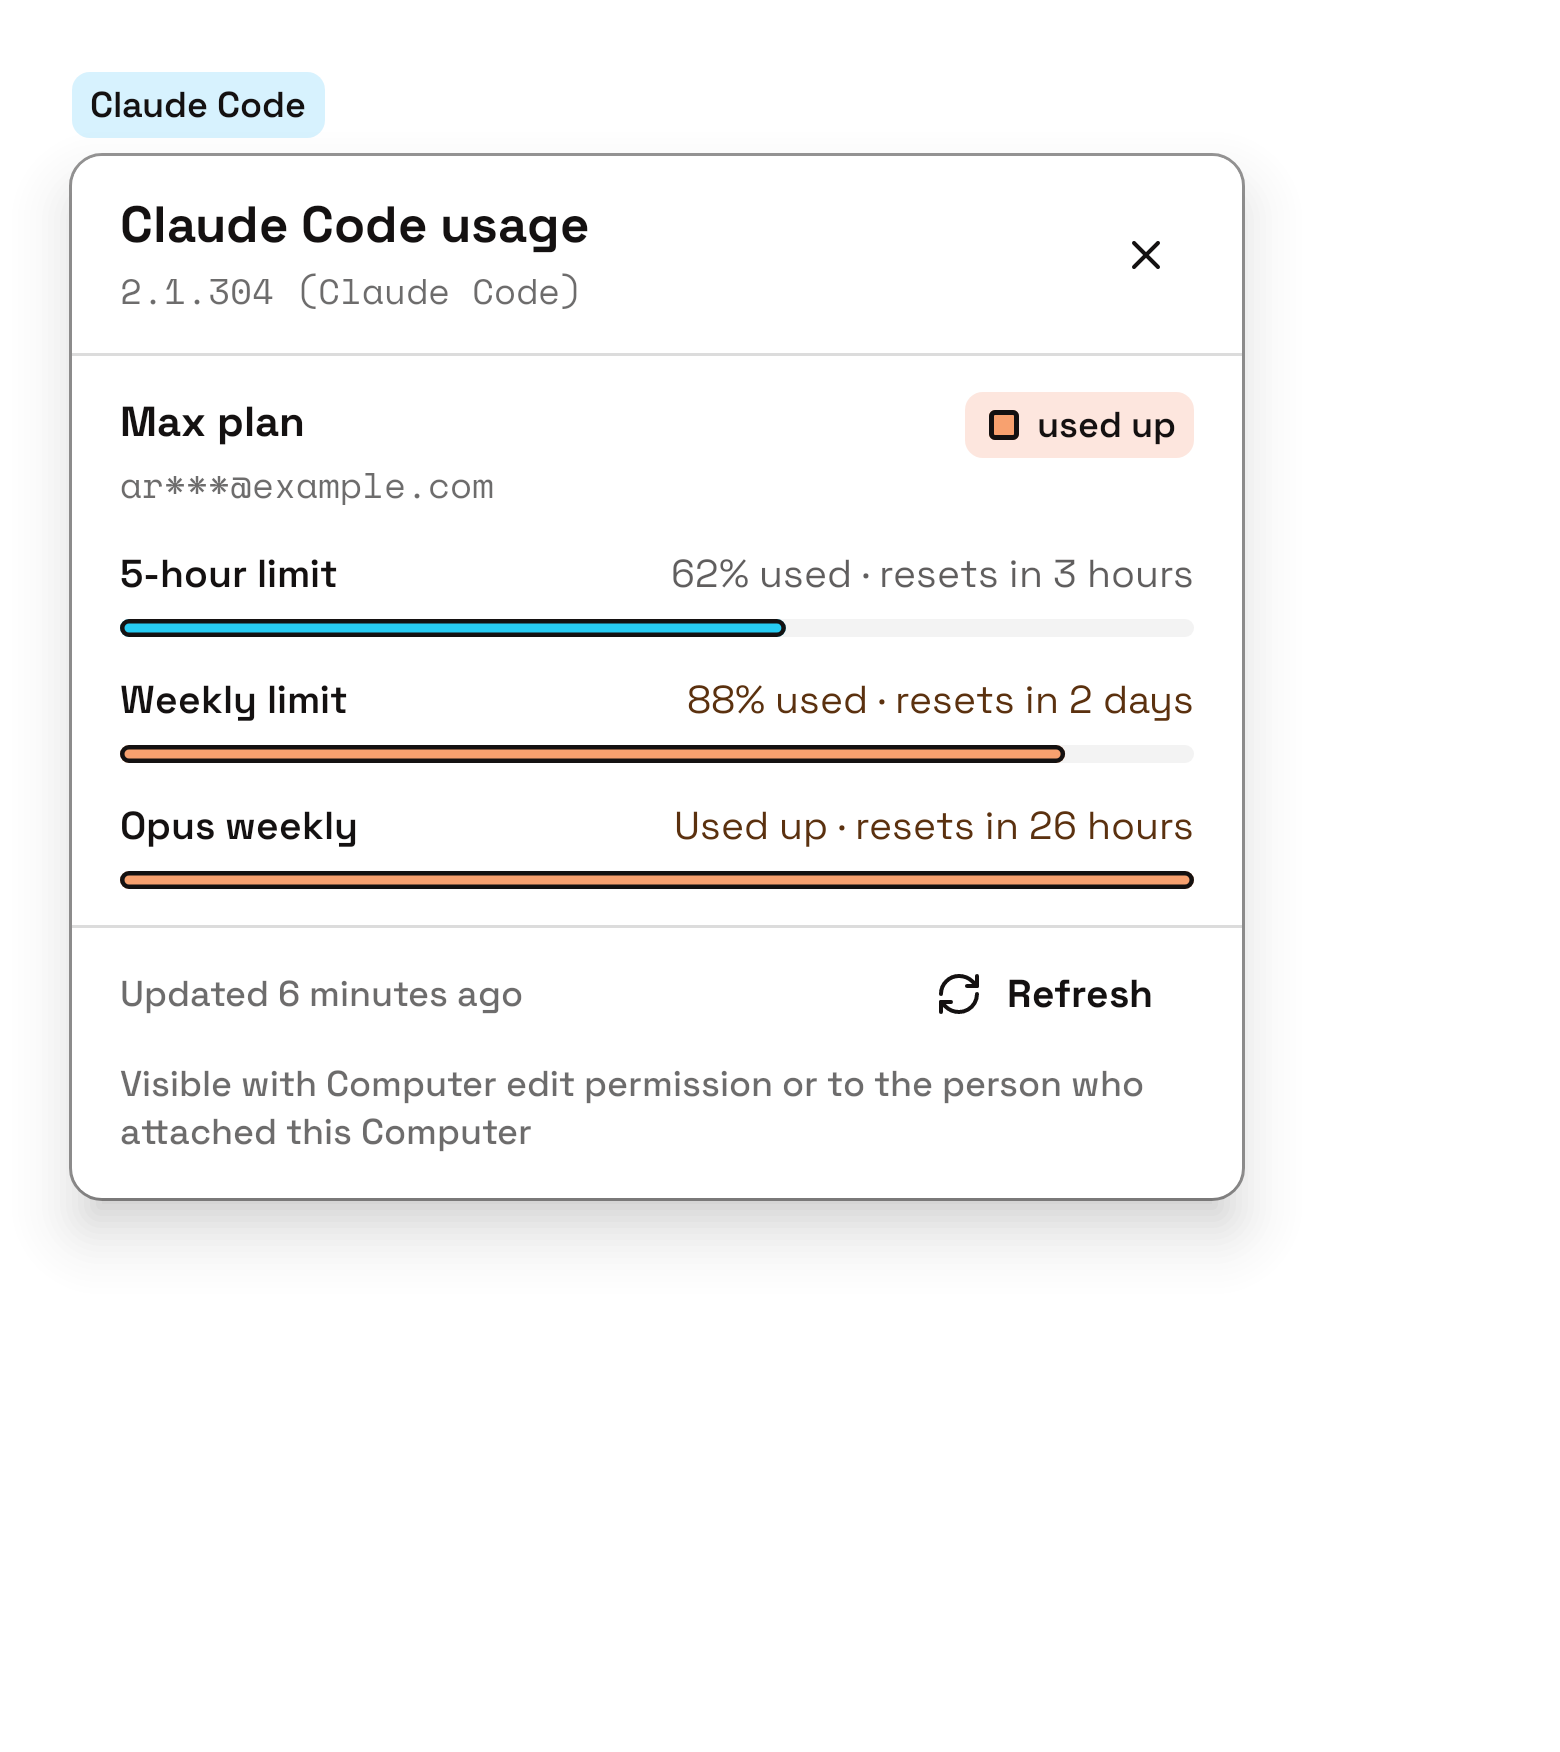 Claude Code
Claude Code usage
2.1.304 (Claude Code)
Max plan
used up
ar***@example.com
5-hour limit
62% used · resets in 3 hours
Weekly limit
88% used · resets in 2 days
Opus weekly
Used up · resets in 26 hours
Updated 6 minutes ago
Refresh
Visible with Computer edit permission or to the person who
attached this Computer